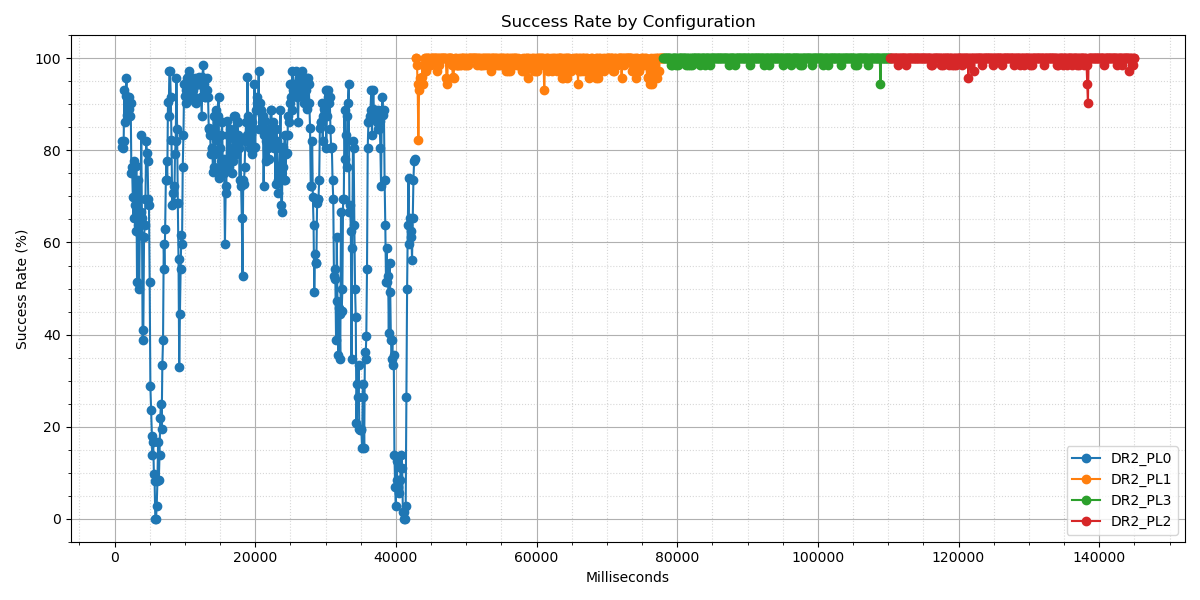 Success Rate by Configuration
100
80
60
40
20
0
Success Rate (%)
0
20000
40000
60000
80000
100000
120000
140000
Milliseconds
DR2_PL0
DR2_PL1
DR2_PL3
DR2_PL2